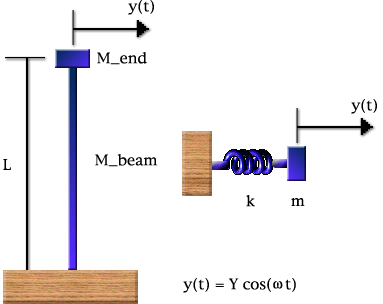 y(t)
M_end
y(t)
L
M_beam
k
m
y(t) = Y cos(ωt)